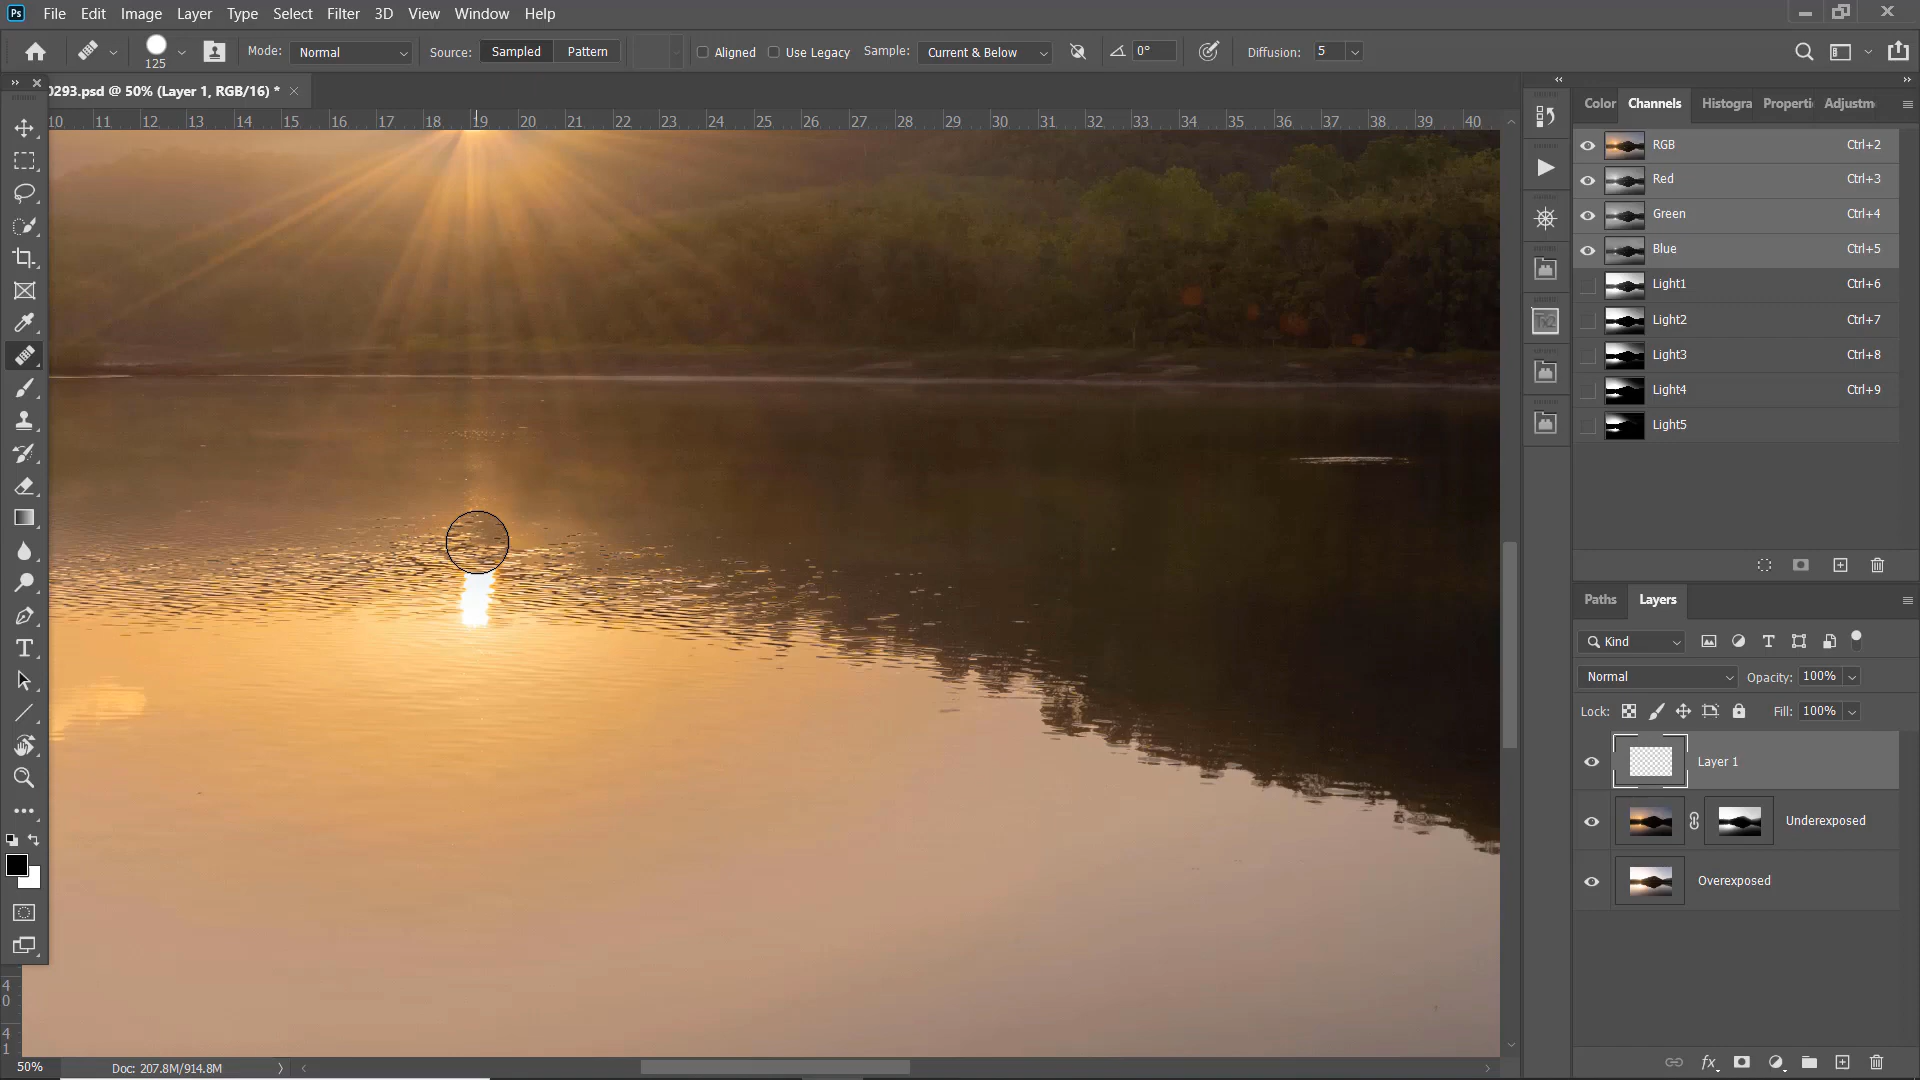 Ps File Edit Image Layer Type Select Filter 3D View Window Help
125 Mode: Normal Source: Sampled Pattern Aligned Use Legacy Sample: Current & Below 0° Diffusion: 5
0293.psd @ 50% (Layer 1, RGB/16) *
10 11 12 13 14 15 16 17 18 19 20 21 22 23 24 25 26 27 28 29 30 31 32 33 34 35 36 37 38 39 40
Color Channels Histogra Properti Adjustm
RGB Ctrl+2
Red Ctrl+3
Green Ctrl+4
Blue Ctrl+5
Light1 Ctrl+6
Light2 Ctrl+7
Light3 Ctrl+8
Light4 Ctrl+9
Light5
Paths Layers
Kind
Normal Opacity: 100%
Lock: Fill: 100%
Layer 1
Underexposed
Overexposed
fx
4
0
4
1
50% Doc: 207.8M/914.8M